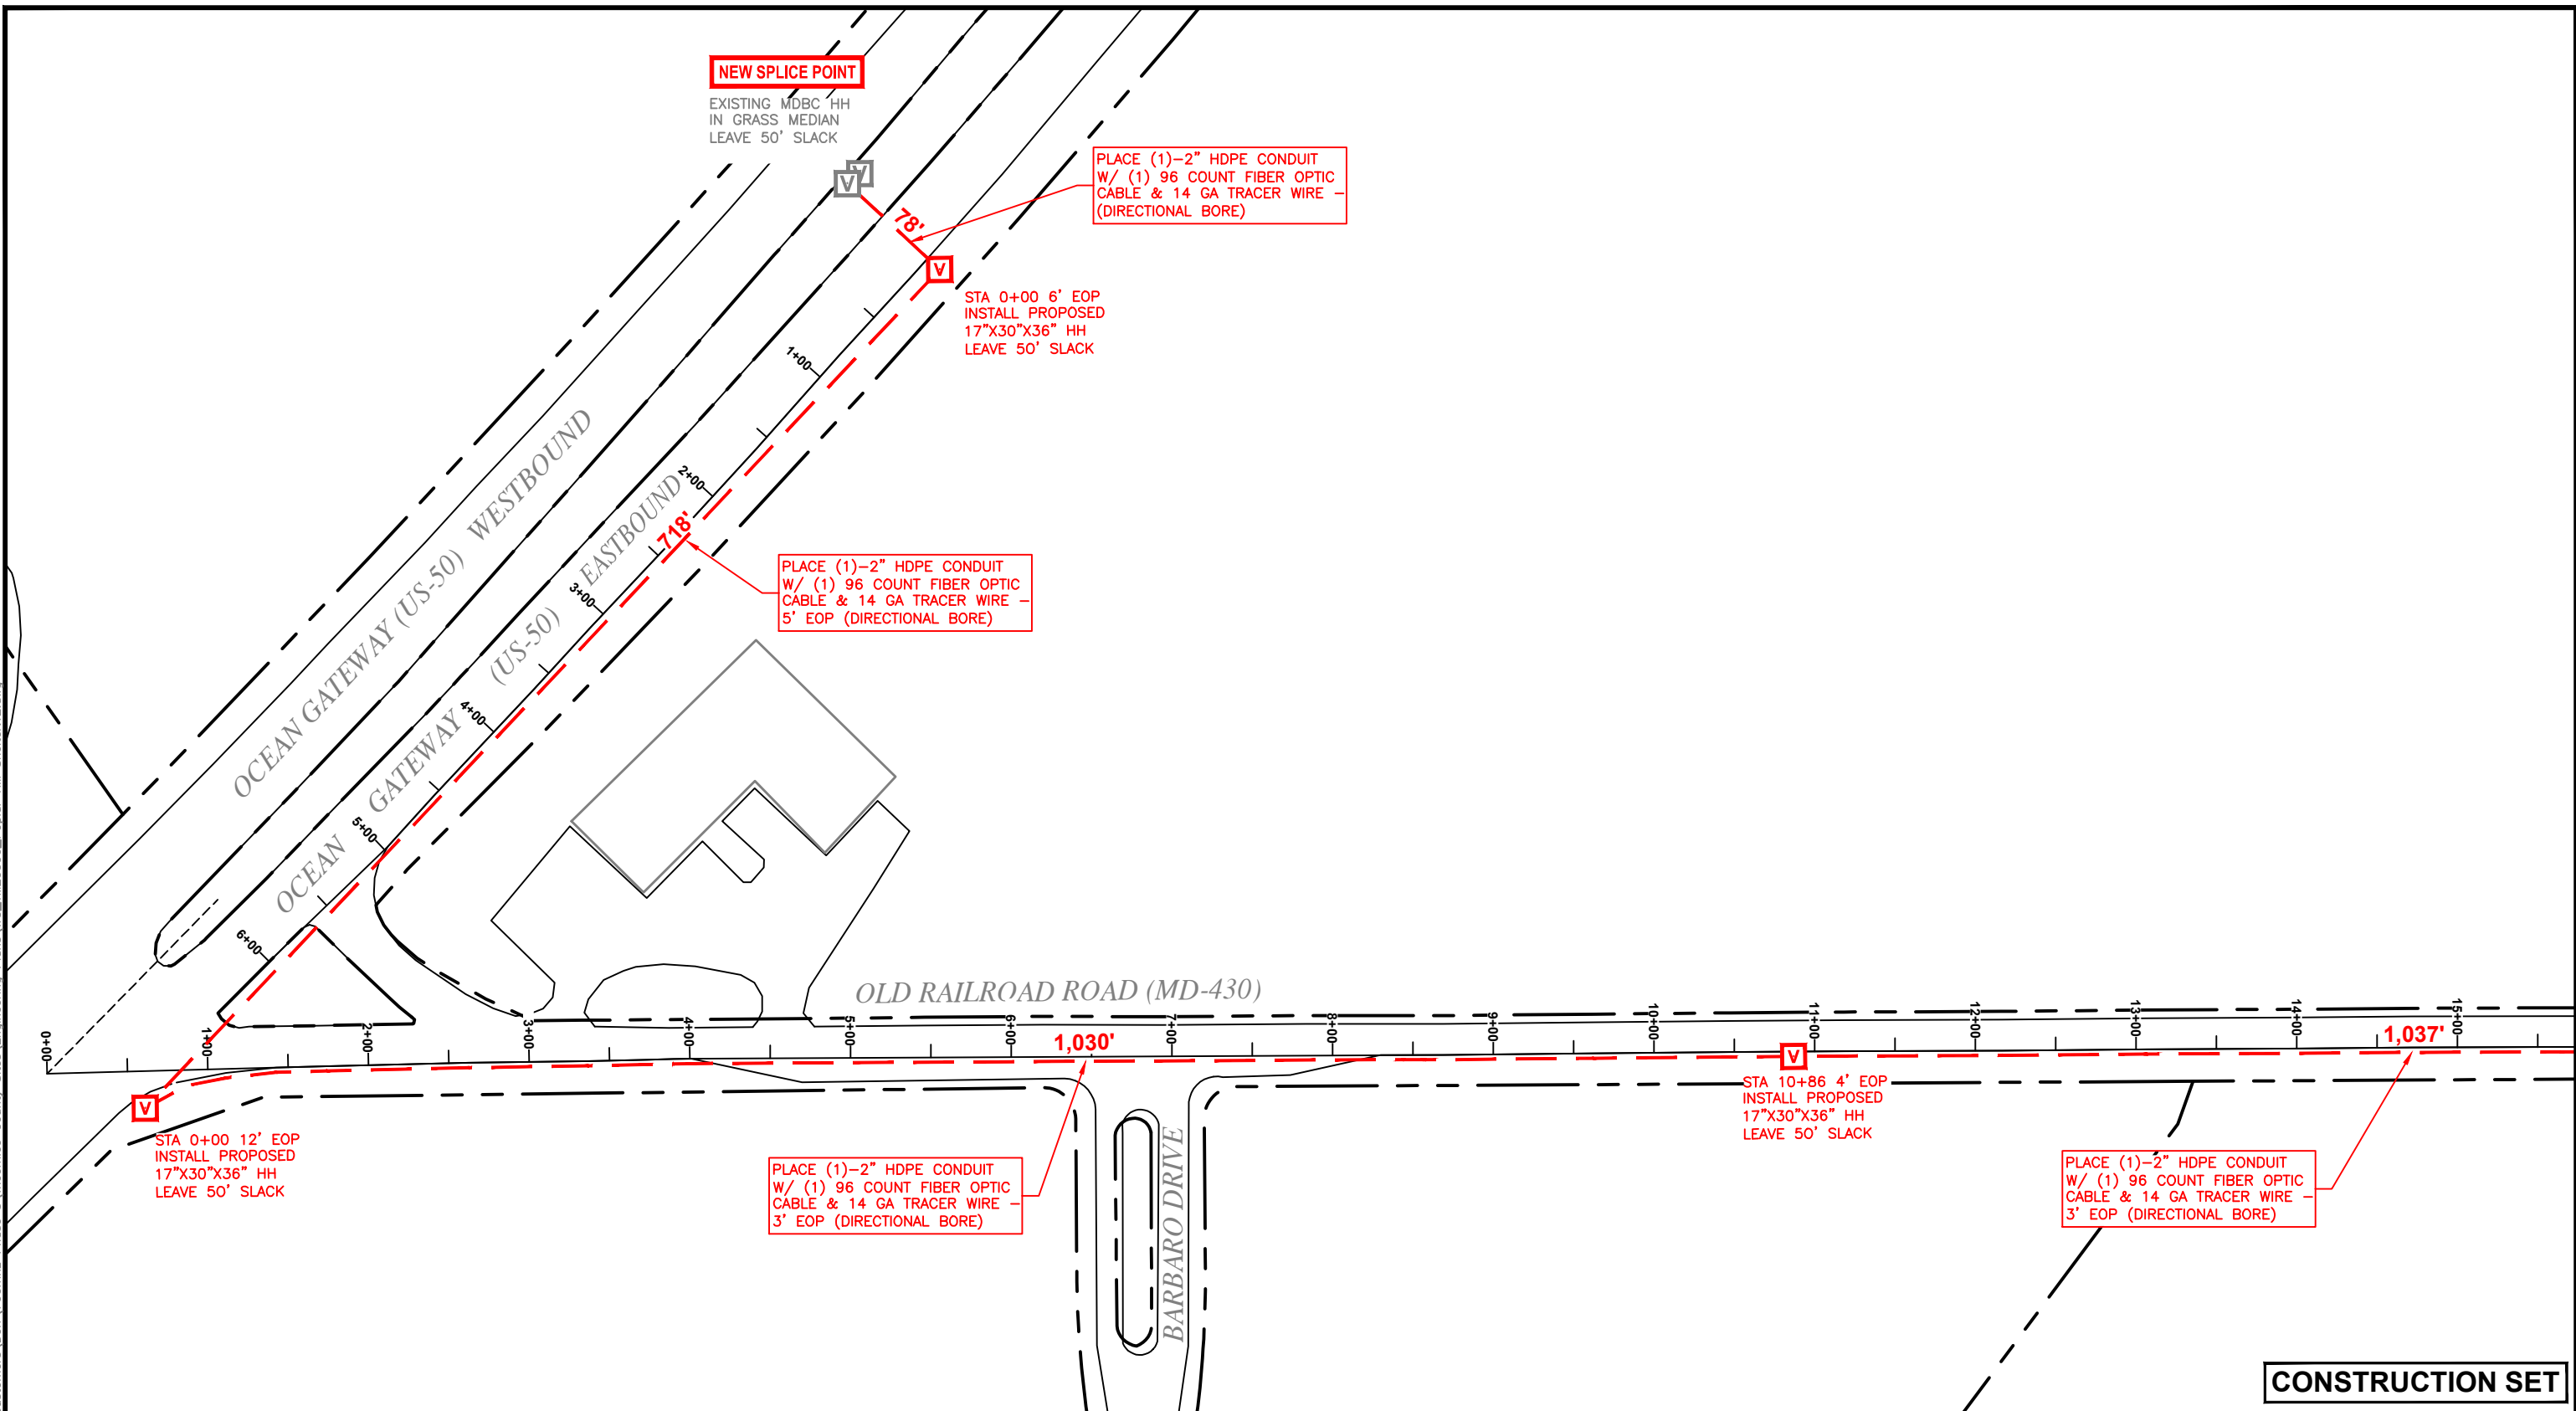 NEW SPLICE POINT
EXISTING MDBC HH
IN GRASS MEDIAN
LEAVE 50' SLACK
V
V
78'
PLACE (1)-2" HDPE CONDUIT
W/ (1) 96 COUNT FIBER OPTIC
CABLE & 14 GA TRACER WIRE -
(DIRECTIONAL BORE)
V
STA 0+00 6' EOP
INSTALL PROPOSED
17"X30"X36" HH
LEAVE 50' SLACK
1+00
2+00
3+00
4+00
5+00
6+00
718'
PLACE (1)-2" HDPE CONDUIT
W/ (1) 96 COUNT FIBER OPTIC
CABLE & 14 GA TRACER WIRE -
5' EOP (DIRECTIONAL BORE)
OCEAN GATEWAY (US-50) WESTBOUND
OCEAN GATEWAY (US-50) EASTBOUND
OLD RAILROAD ROAD (MD-430)
0+00
1+00
2+00
3+00
4+00
5+00
6+00
7+00
8+00
9+00
10+00
11+00
12+00
13+00
14+00
15+00
1,030'
1,037'
V
STA 0+00 12' EOP
INSTALL PROPOSED
17"X30"X36" HH
LEAVE 50' SLACK
PLACE (1)-2" HDPE CONDUIT
W/ (1) 96 COUNT FIBER OPTIC
CABLE & 14 GA TRACER WIRE -
3' EOP (DIRECTIONAL BORE)
BARBARO DRIVE
V
STA 10+86 4' EOP
INSTALL PROPOSED
17"X30"X36" HH
LEAVE 50' SLACK
PLACE (1)-2" HDPE CONDUIT
W/ (1) 96 COUNT FIBER OPTIC
CABLE & 14 GA TRACER WIRE -
3' EOP (DIRECTIONAL BORE)
CONSTRUCTION SET